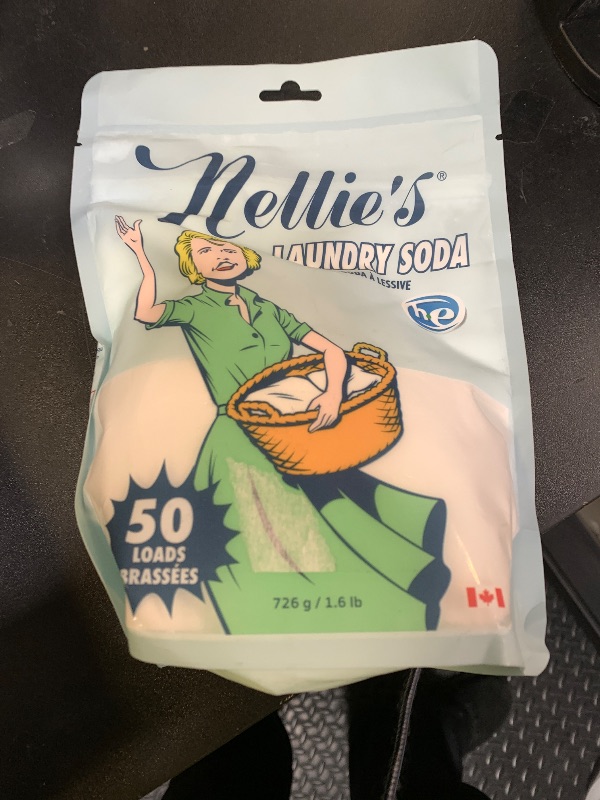 Nellie's®
LAUNDRY SODA
À LESSIVE
he
50
LOADS
BRASSÉES
726 g / 1.6 lb